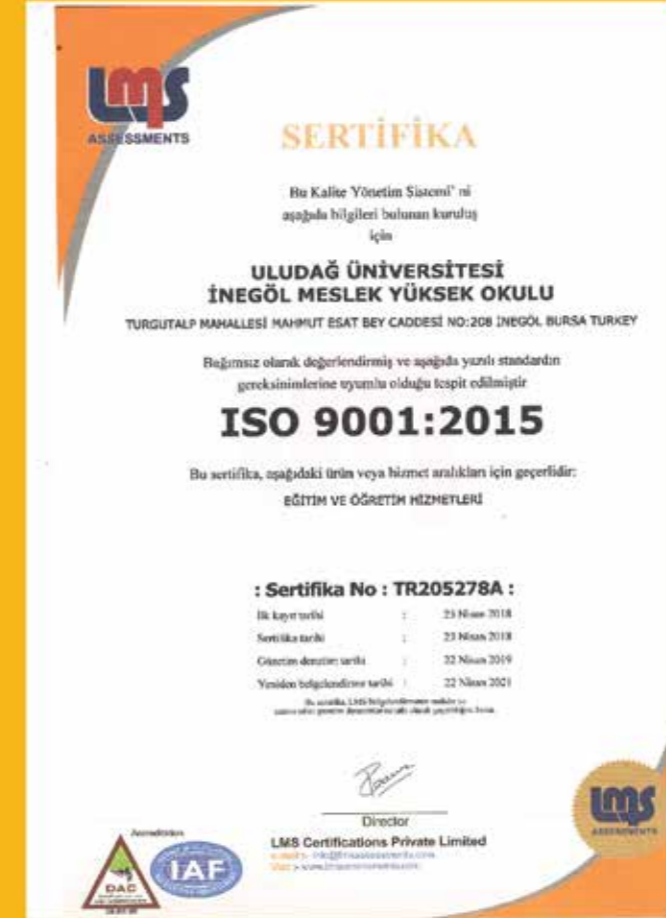 LMS
ASSESSMENTS
SERTİFİKA
Bu Kalite Yönetim Sistemi' ni
aşağıda bilgileri bulunan kuruluş
için
ULUDAĞ ÜNİVERSİTESİ
İNEGÖL MESLEK YÜKSEK OKULU
TURGUTALP MAHALLESİ MAHMUT ESAT BEY CADDESİ NO:208 İNEGÖL BURSA TURKEY
Bağımsız olarak değerlendirmiş ve aşağıda yazılı standardın
gereksinimlerine uyumlu olduğu tespit edilmiştir
ISO 9001:2015
Bu sertifika, aşağıdaki ürün veya hizmet aralıkları için geçerlidir:
EĞİTİM VE ÖĞRETİM HİZMETLERİ
: Sertifika No : TR205278A :
İlk kayıt tarihi : 23 Nisan 2018
Sertifika tarihi : 23 Nisan 2018
Gözetim denetim tarihi : 22 Nisan 2019
Yeniden belgelendirme tarihi : 22 Nisan 2021
Director
LMS Certifications Private Limited
Accreditation
DAC
IAF
LMS
ASSESSMENTS